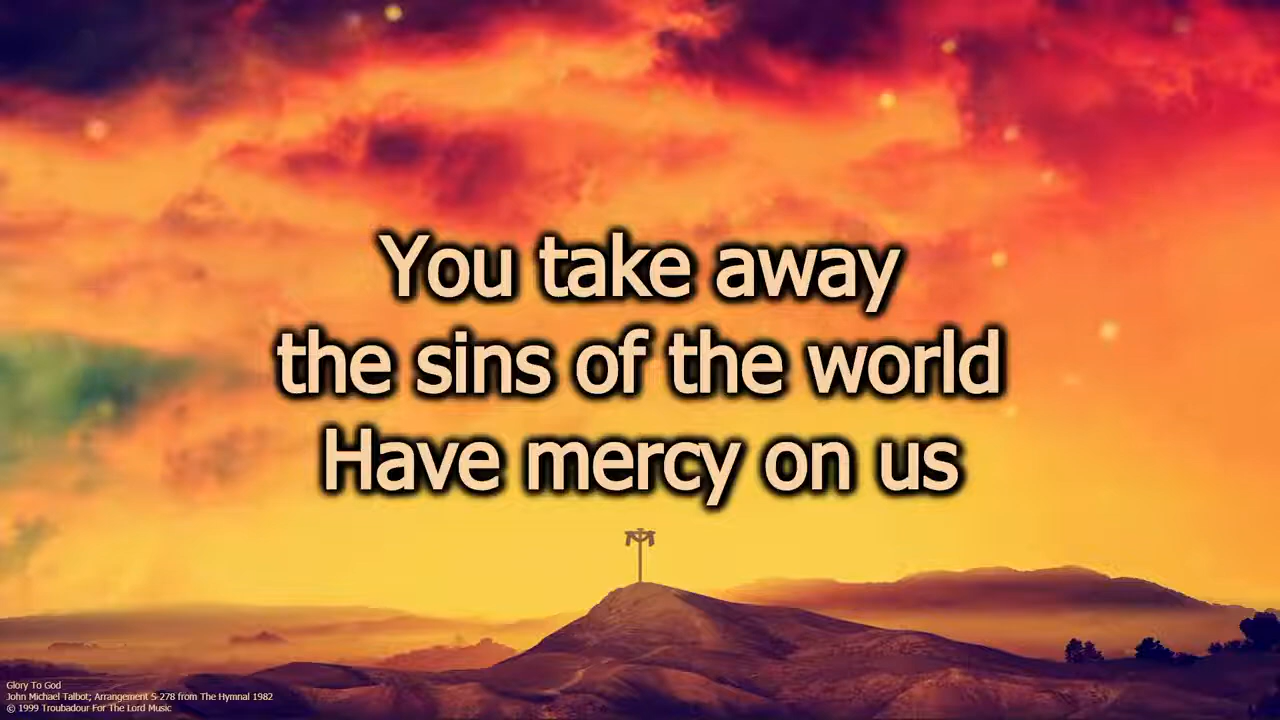 You take away
the sins of the world
Have mercy on us
Glory To God
John Michael Talbot; Arrangement S-278 from The Hymnal 1982
© 1999 Troubadour For The Lord Music